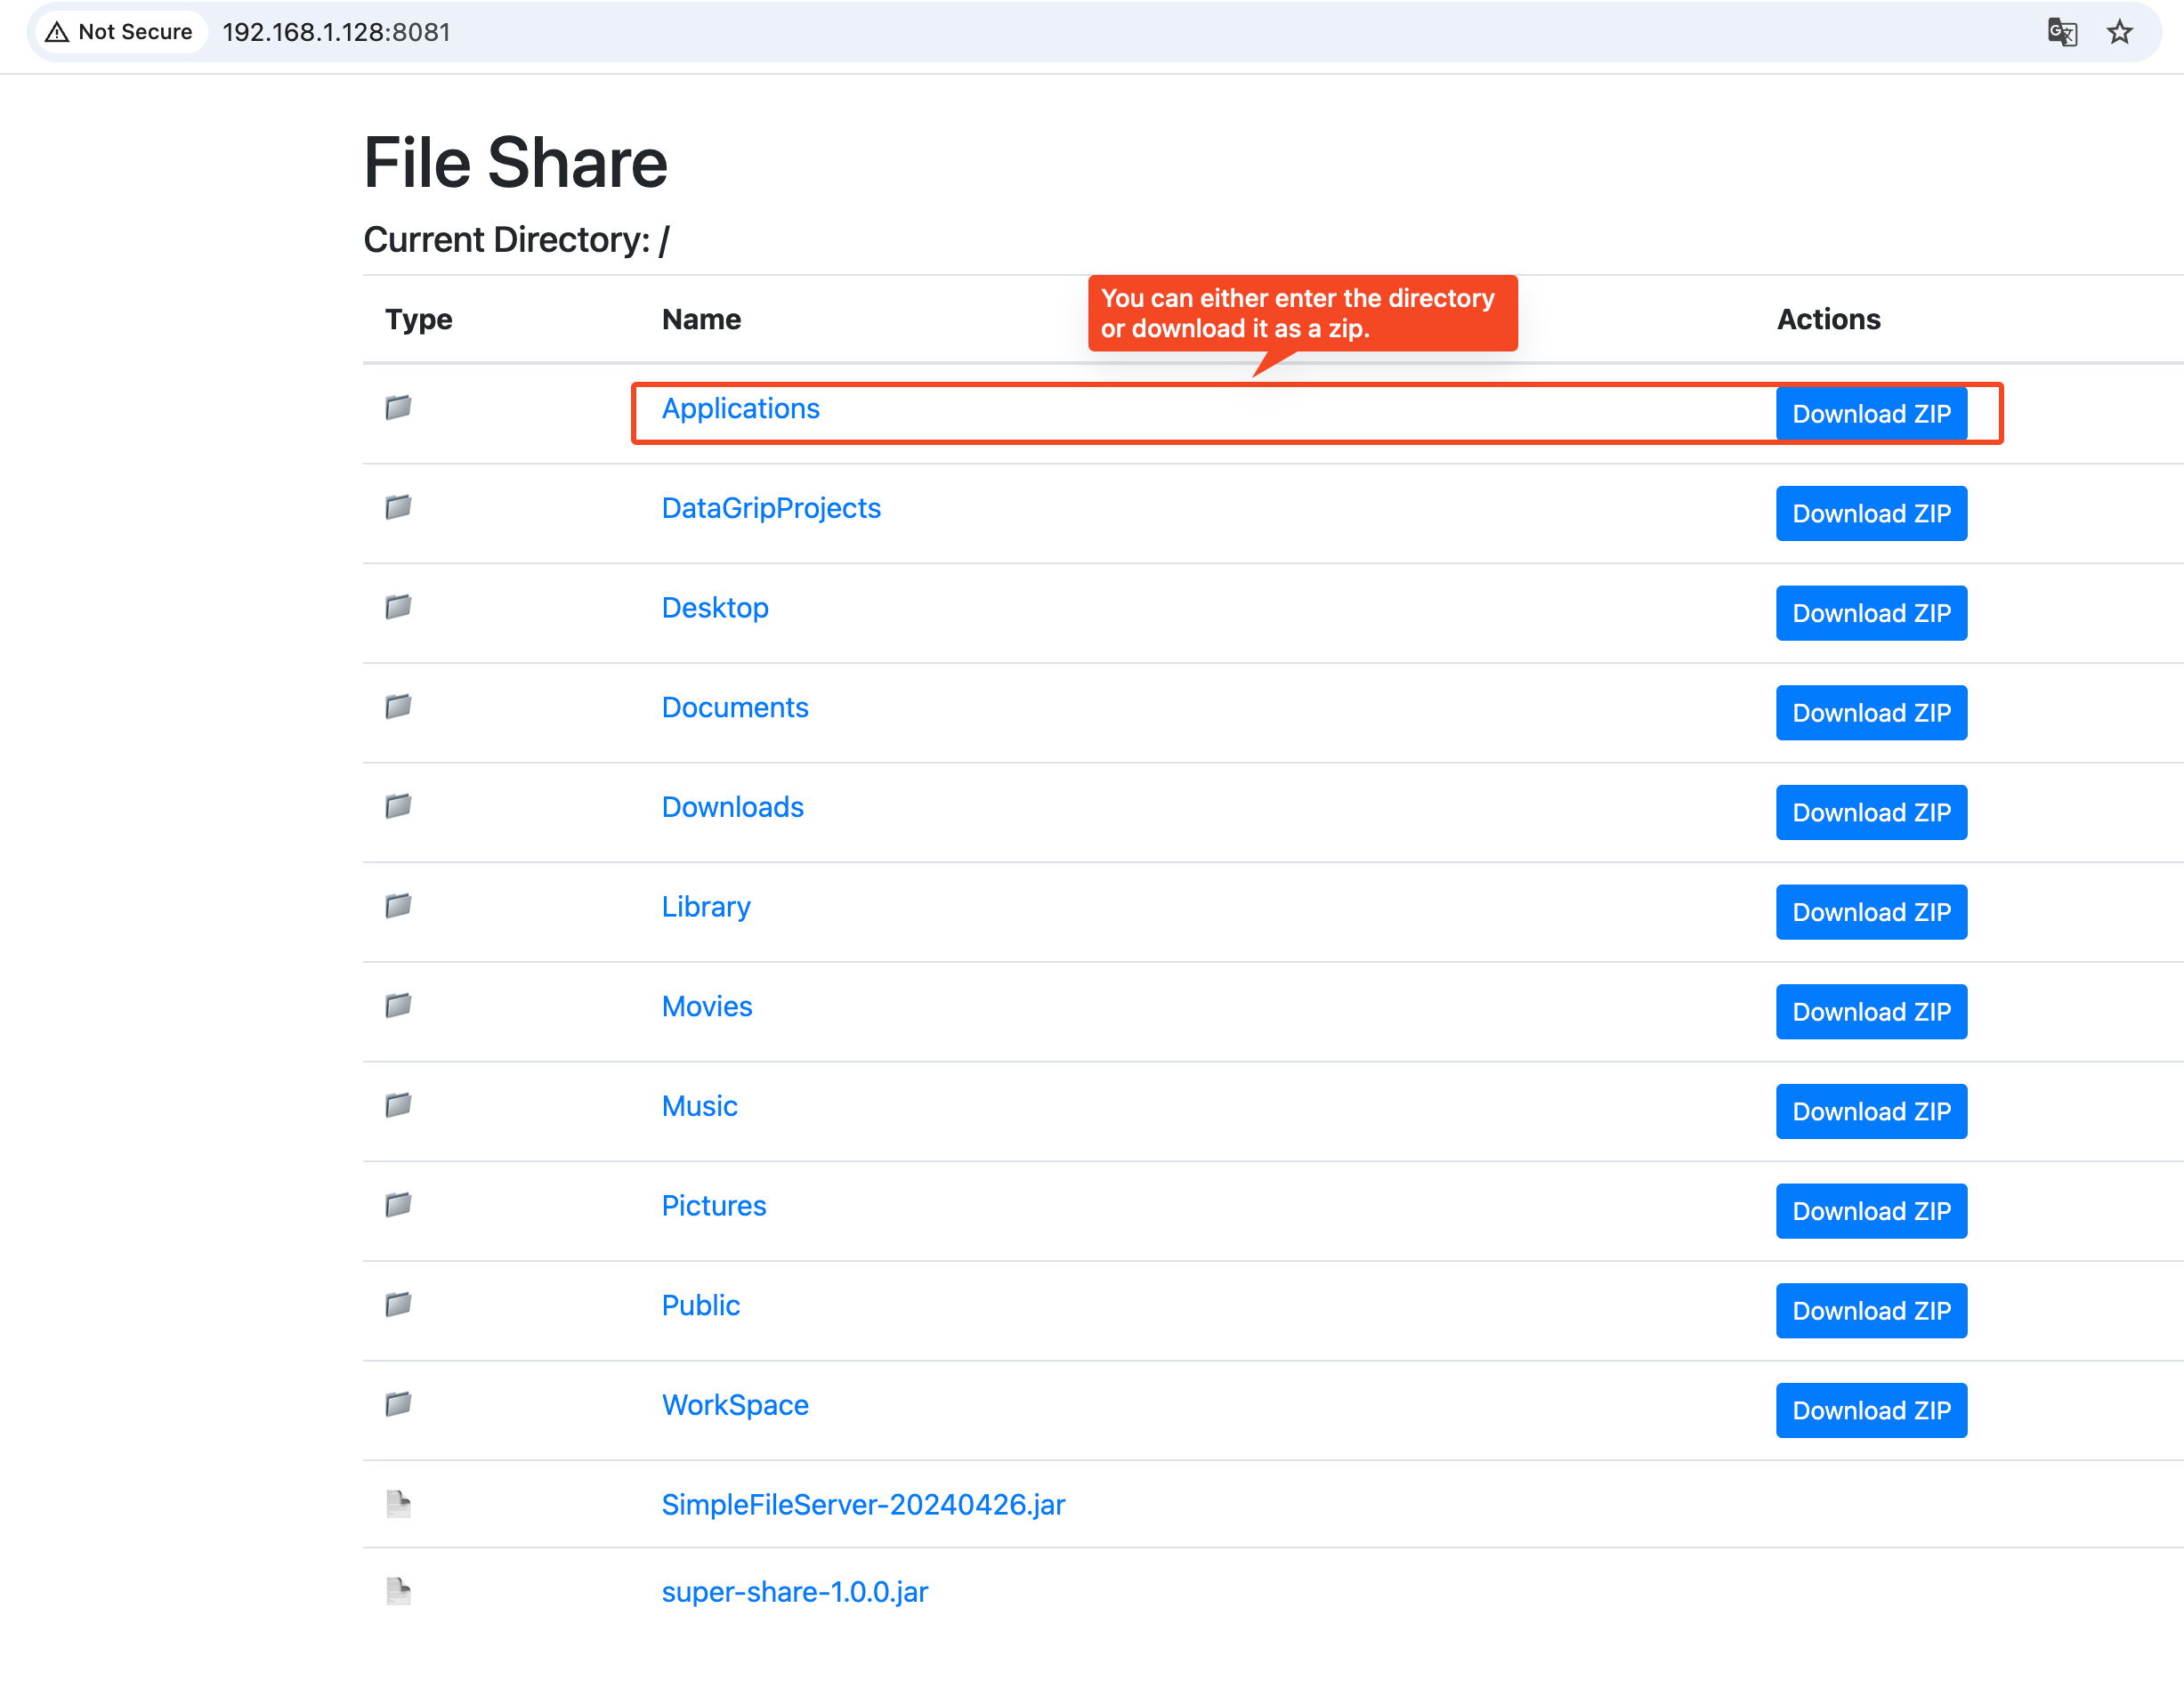 Not Secure 192.168.1.128:8081
File Share
Current Directory: /
You can either enter the directory
or download it as a zip.
Type Name Actions
Applications Download ZIP
DataGripProjects Download ZIP
Desktop Download ZIP
Documents Download ZIP
Downloads Download ZIP
Library Download ZIP
Movies Download ZIP
Music Download ZIP
Pictures Download ZIP
Public Download ZIP
WorkSpace Download ZIP
SimpleFileServer-20240426.jar
super-share-1.0.0.jar